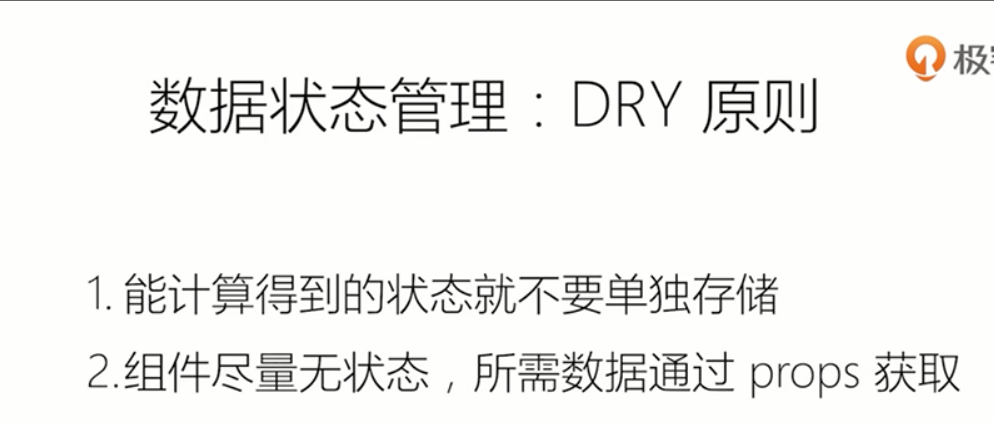 极
数据状态管理：DRY 原则
1. 能计算得到的状态就不要单独存储
2.组件尽量无状态，所需数据通过 props 获取